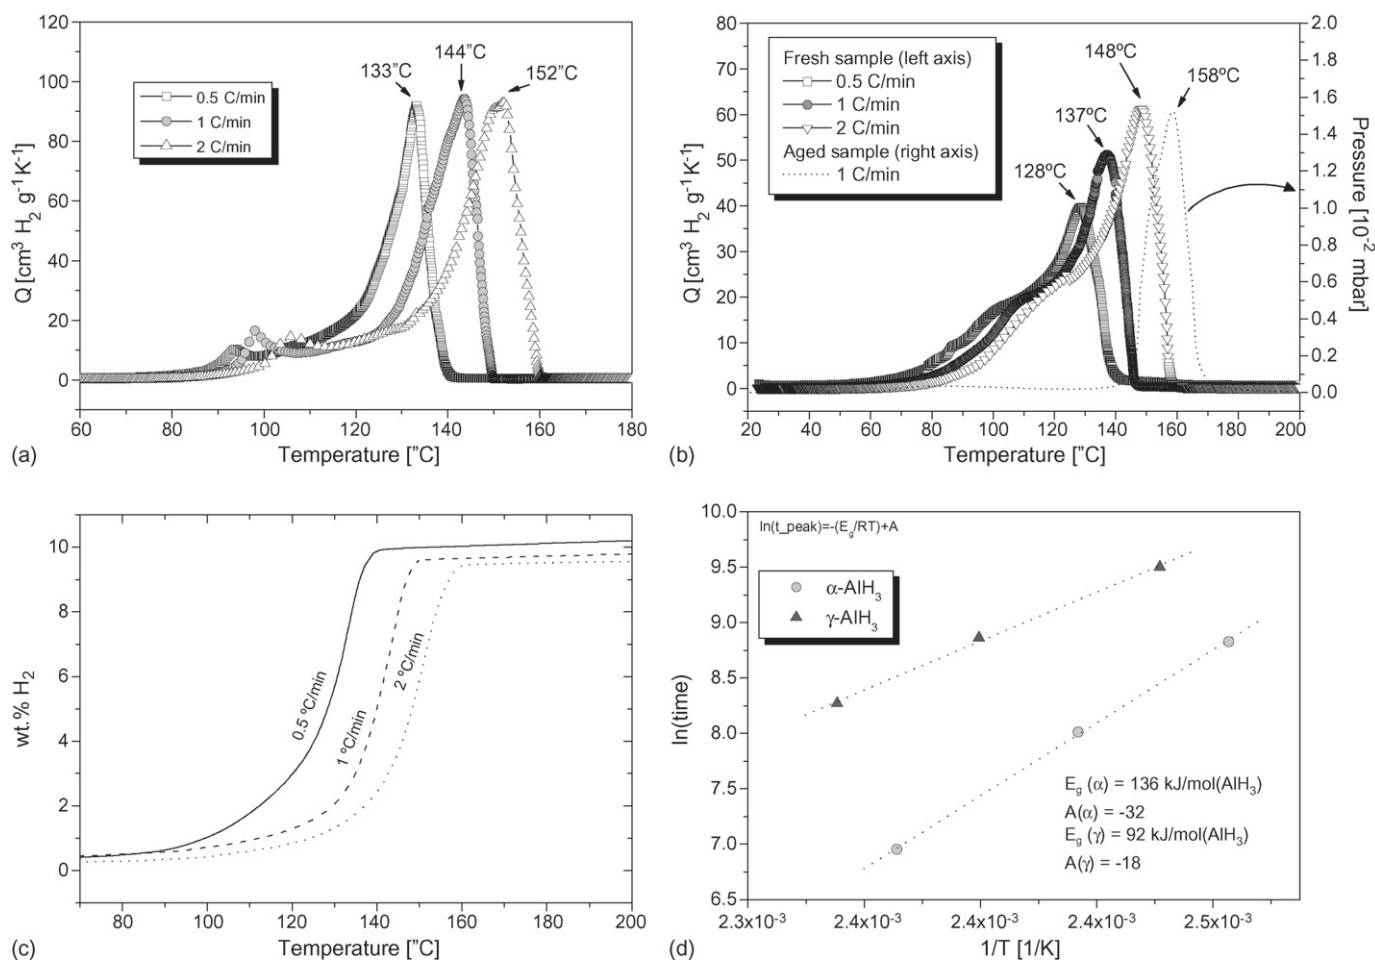 120
100
80
60
40
20
0
Q [cm³ H₂ g⁻¹K⁻¹]
0.5 C/min
1 C/min
2 C/min
133"C
144"C
152"C
60 80 100 120 140 160 180
(a)
Temperature ["C]
80
70
60
50
40
30
20
10
0
Q [cm³ H₂ g⁻¹K⁻¹]
Fresh sample (left axis)
0.5 C/min
1 C/min
2 C/min
Aged sample (right axis)
1 C/min
128ºC
137ºC
148ºC
158ºC
2.0
1.8
1.6
1.4
1.2
1.0
0.8
0.6
0.4
0.2
0.0
Pressure [10⁻² mbar]
20 40 60 80 100 120 140 160 180 200
(b)
Temperature ["C]
10
8
6
4
2
0
wt.% H₂
0.5 ºC/min
1 ºC/min
2 ºC/min
80 100 120 140 160 180 200
(c)
Temperature ["C]
10.0
9.5
9.0
8.5
8.0
7.5
7.0
6.5
ln(time)
ln(t_peak)=-(E_g/RT)+A
α-AlH₃
γ-AlH₃
E_g (α) = 136 kJ/mol(AlH₃)
A(α) = -32
E_g (γ) = 92 kJ/mol(AlH₃)
A(γ) = -18
2.3x10⁻³ 2.4x10⁻³ 2.4x10⁻³ 2.4x10⁻³ 2.5x10⁻³
(d)
1/T [1/K]